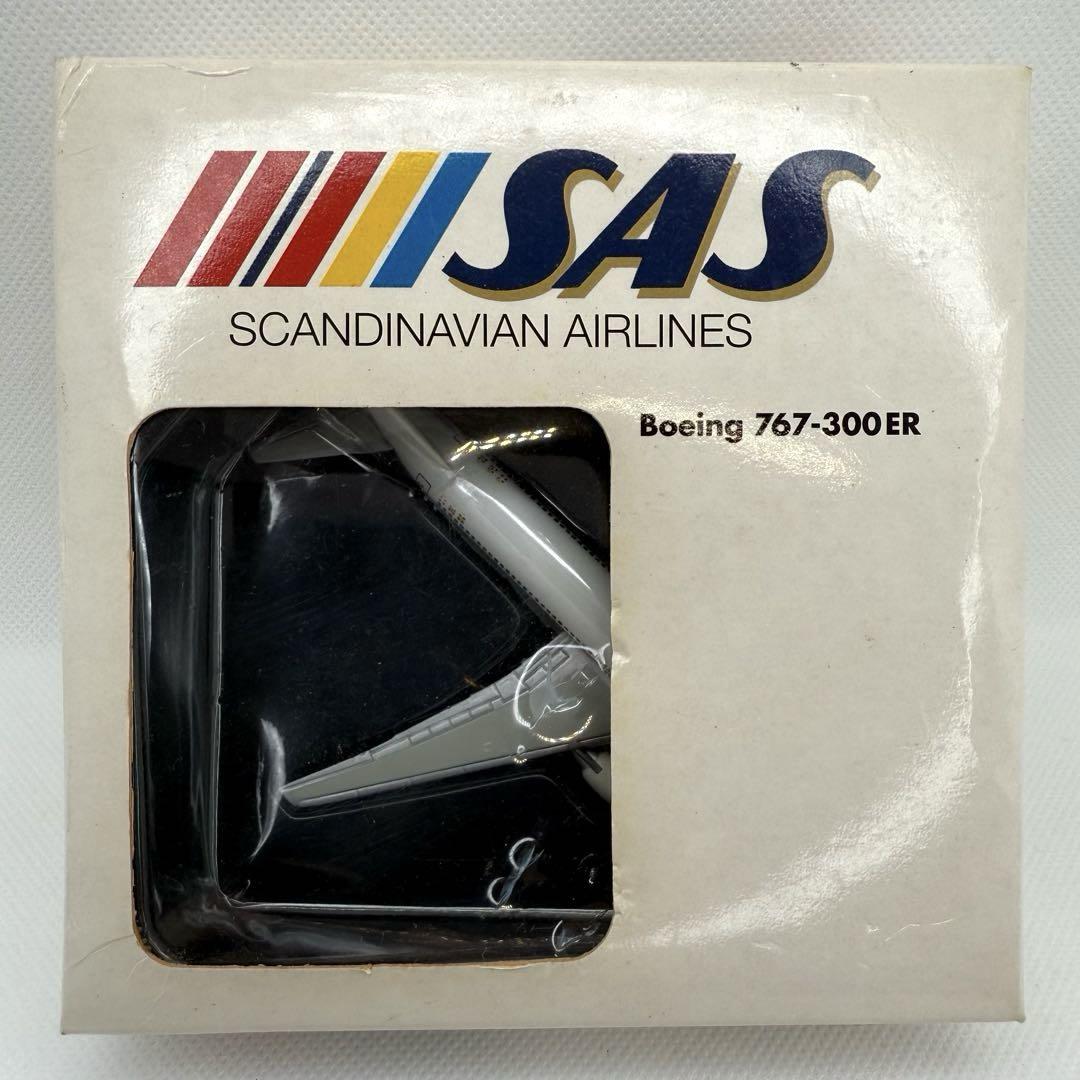 SAS
SCANDINAVIAN AIRLINES
Boeing 767-300ER